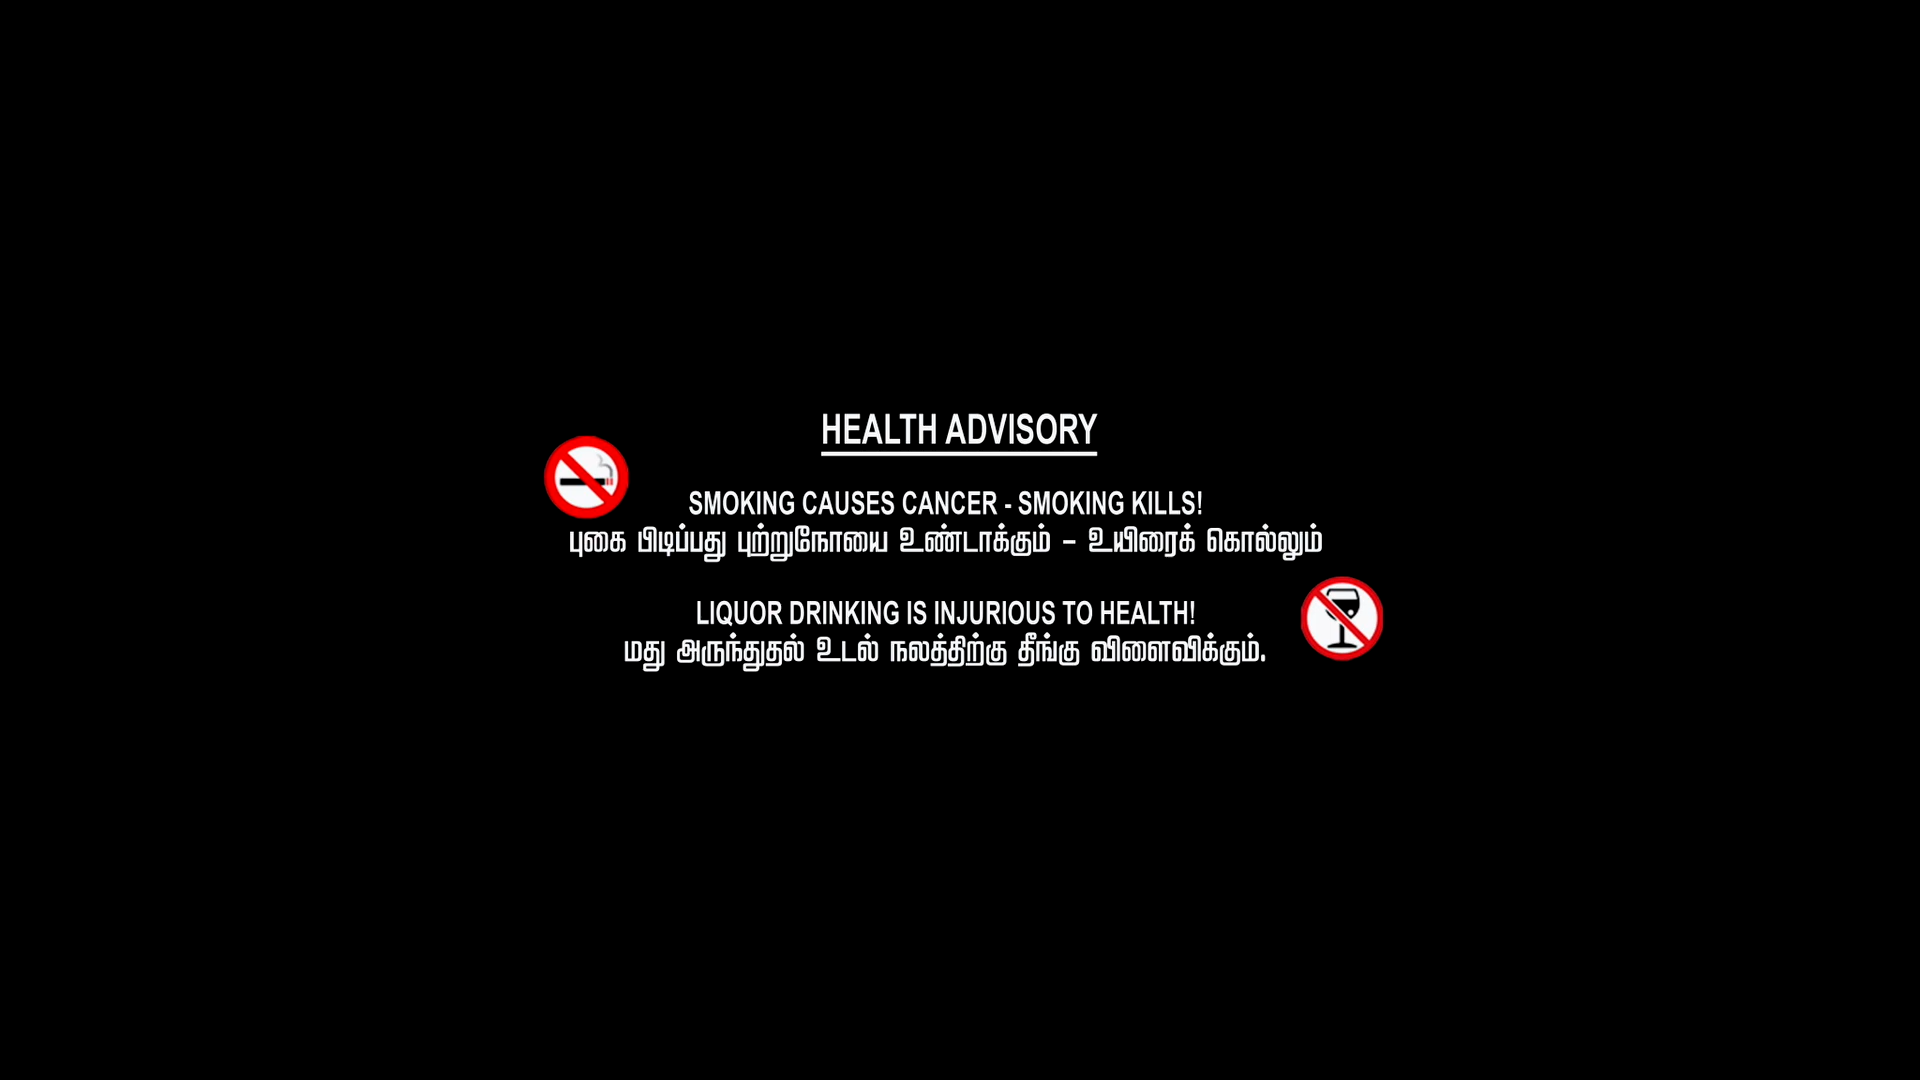 HEALTH ADVISORY
SMOKING CAUSES CANCER - SMOKING KILLS!
புகை பிடிப்பது புற்றுநோயை உண்டாக்கும் – உயிரைக் கொல்லும்
LIQUOR DRINKING IS INJURIOUS TO HEALTH!
மது அருந்துதல் உடல் நலத்திற்கு தீங்கு விளைவிக்கும்.